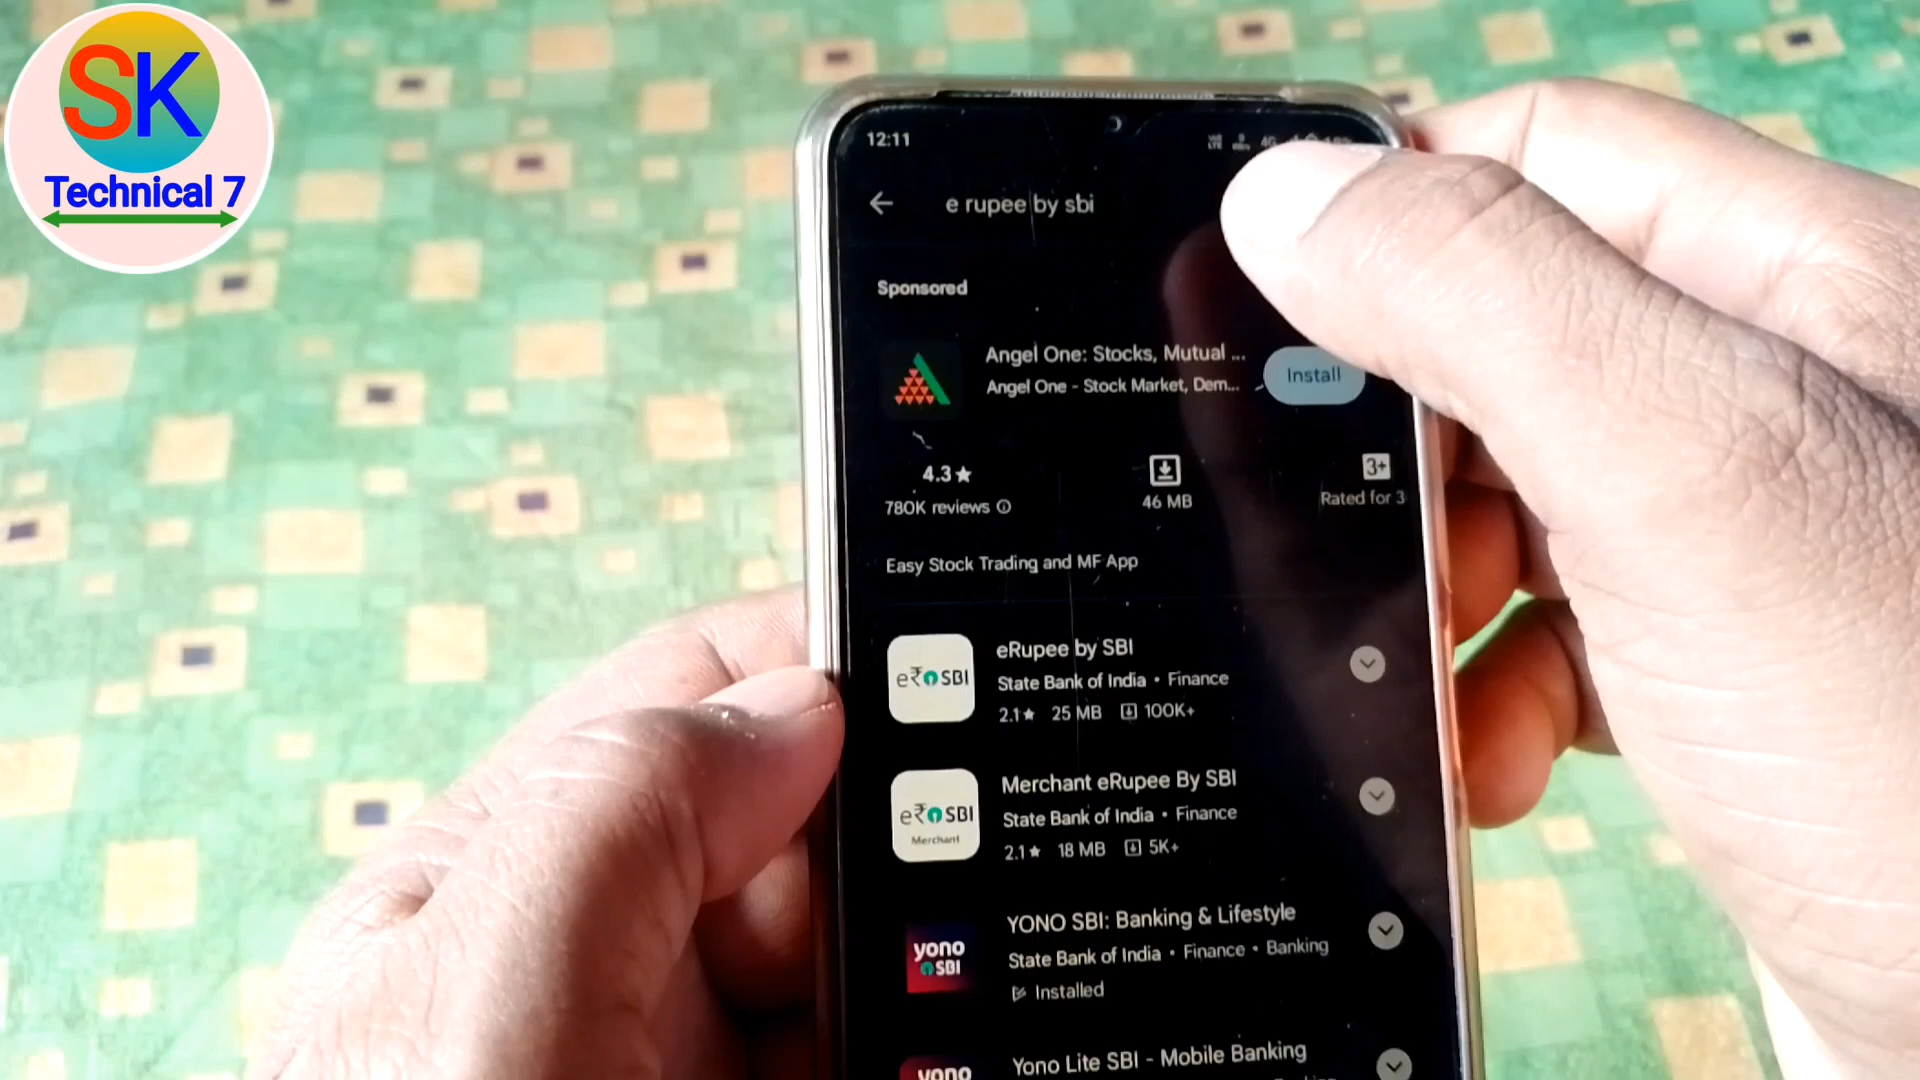 SK
Technical 7
12:11
4G
e rupee by sbi
Sponsored
Angel One: Stocks, Mutual ...
Angel One - Stock Market, Dem...
Install
4.3★
780K reviews
46 MB
3+
Rated for 3
Easy Stock Trading and MF App
e₹ SBI
eRupee by SBI
State Bank of India • Finance
2.1★ 25 MB 100K+
e₹ SBI
Merchant
Merchant eRupee By SBI
State Bank of India • Finance
2.1★ 18 MB 5K+
yono
SBI
YONO SBI: Banking & Lifestyle
State Bank of India • Finance • Banking
Installed
yono
Yono Lite SBI - Mobile Banking